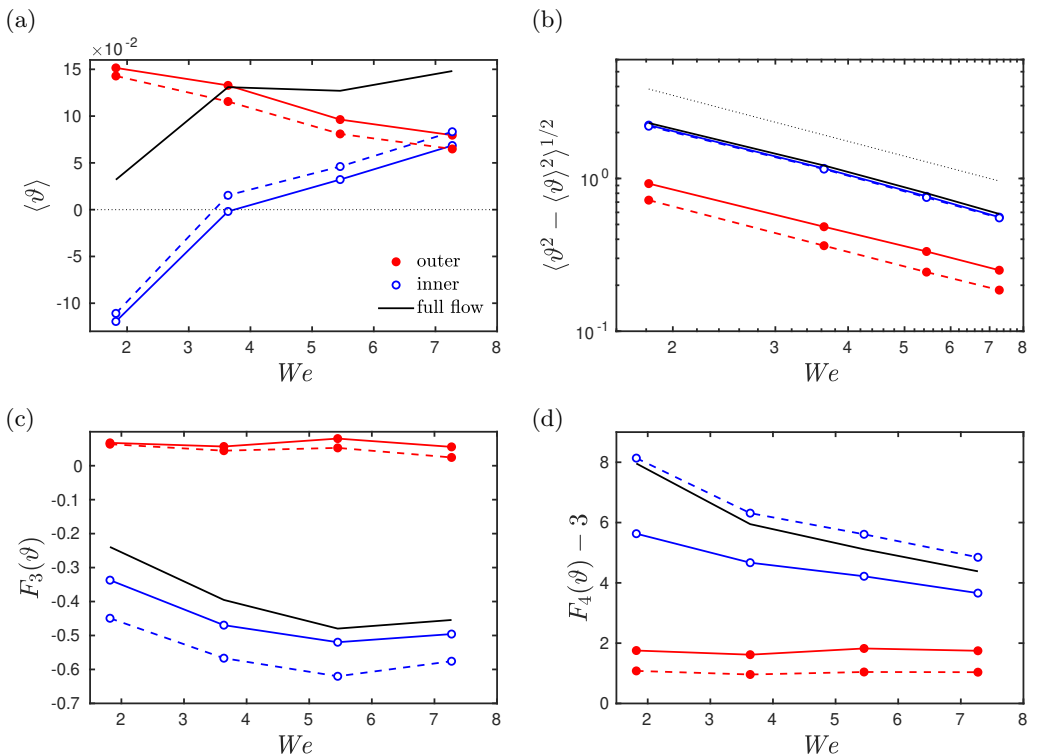 (a)
×10⁻²
15
10
5
0
-5
-10
2 3 4 5 6 7 8
⟨ϑ⟩
We
outer
inner
full flow
(b)
10⁰
10⁻¹
2 3 4 5 6 7 8
⟨ϑ² − ⟨ϑ⟩²⟩^{1/2}
We
(c)
0
-0.1
-0.2
-0.3
-0.4
-0.5
-0.6
-0.7
2 3 4 5 6 7 8
F₃(ϑ)
We
(d)
8
6
4
2
0
2 3 4 5 6 7 8
F₄(ϑ) − 3
We